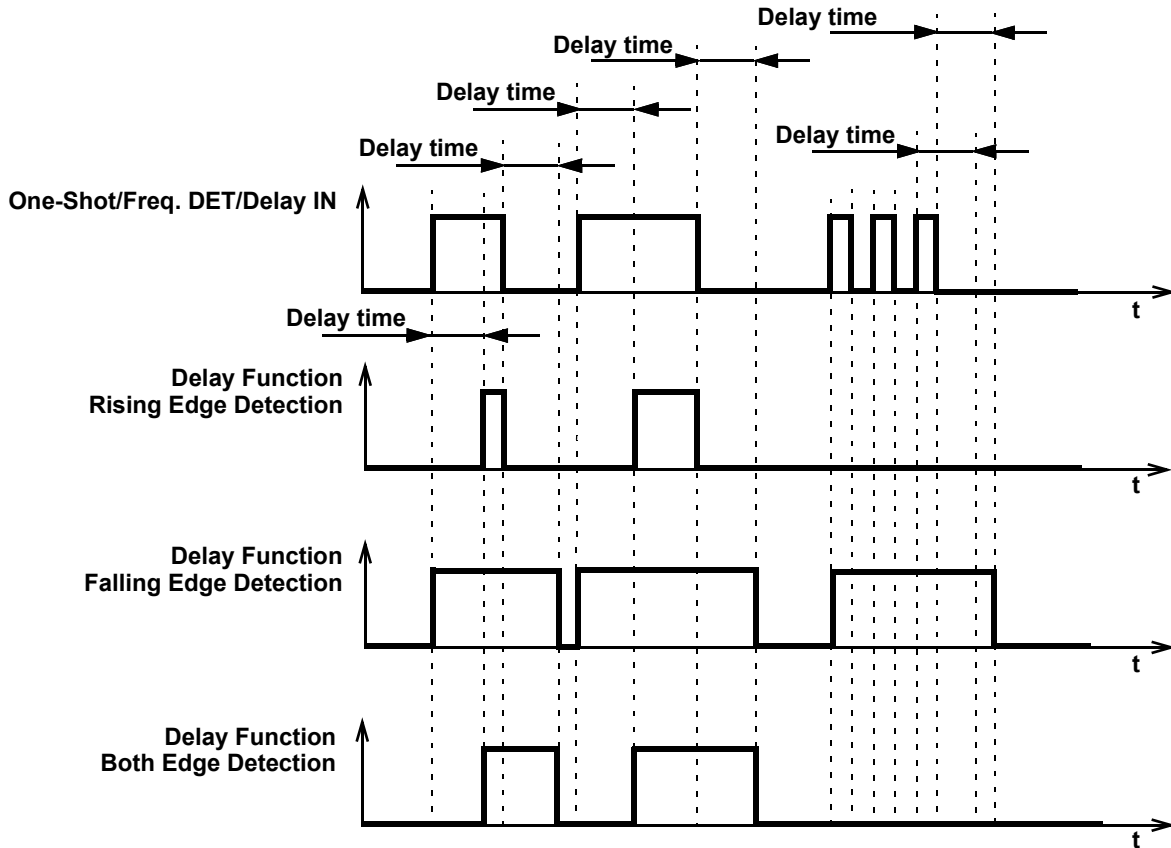 Delay time
Delay time
Delay time
Delay time
Delay time
One-Shot/Freq. DET/Delay IN
t
Delay time
Delay Function
Rising Edge Detection
t
Delay Function
Falling Edge Detection
t
Delay Function
Both Edge Detection
t